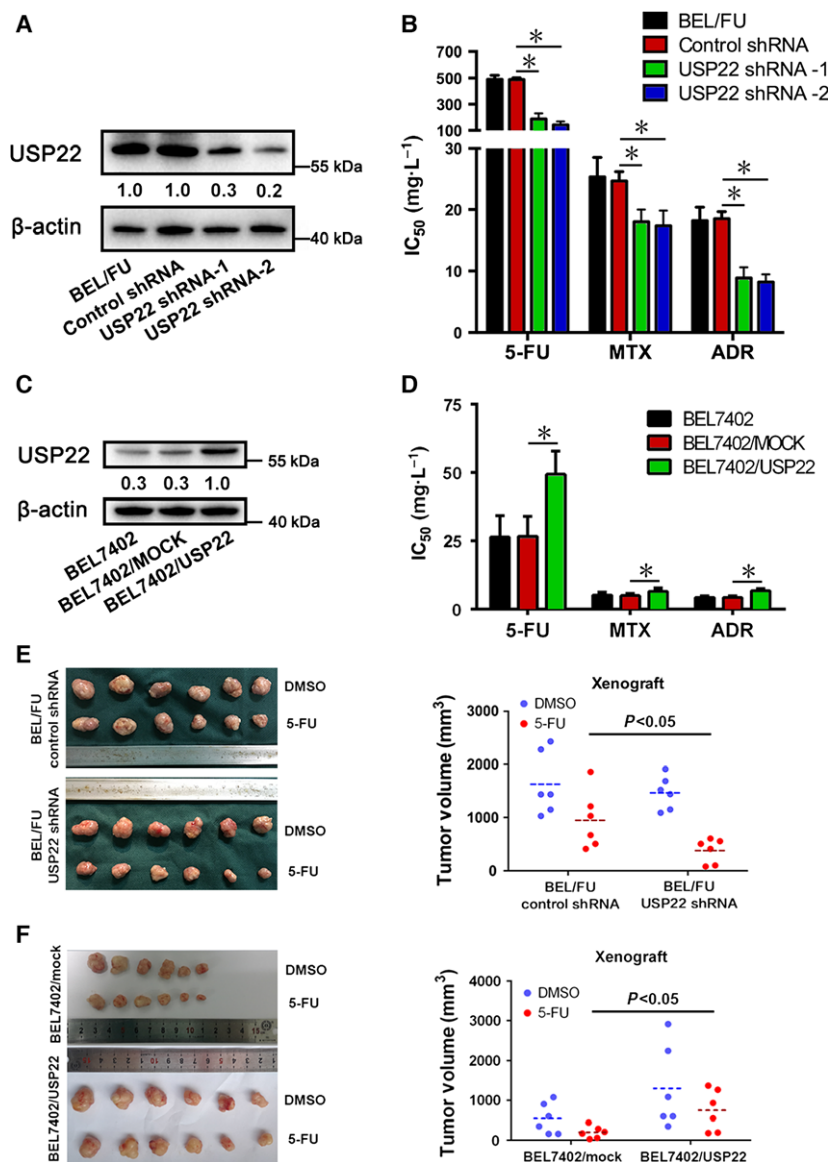 A
USP22
55 kDa
1.0 1.0 0.3 0.2
β-actin
40 kDa
BEL/FU
Control shRNA
USP22 shRNA-1
USP22 shRNA-2
B
BEL/FU
Control shRNA
USP22 shRNA -1
USP22 shRNA -2
IC50 (mg·L−1)
700
500
300
100
30
20
10
0
* * * * * *
5-FU MTX ADR
C
USP22
55 kDa
0.3 0.3 1.0
β-actin
40 kDa
BEL7402
BEL7402/MOCK
BEL7402/USP22
D
BEL7402
BEL7402/MOCK
BEL7402/USP22
IC50 (mg·L−1)
75
50
25
0
* * *
5-FU MTX ADR
E
BEL/FU
control shRNA
DMSO
5-FU
BEL/FU
USP22 shRNA
DMSO
5-FU
Xenograft
DMSO
5-FU
P<0.05
Tumor volume (mm3)
3000
2000
1000
0
BEL/FU
control shRNA
BEL/FU
USP22 shRNA
F
BEL7402/mock
DMSO
5-FU
BEL7402/USP22
DMSO
5-FU
Xenograft
DMSO
5-FU
P<0.05
Tumor volume (mm3)
4000
3000
2000
1000
0
BEL7402/mock BEL7402/USP22